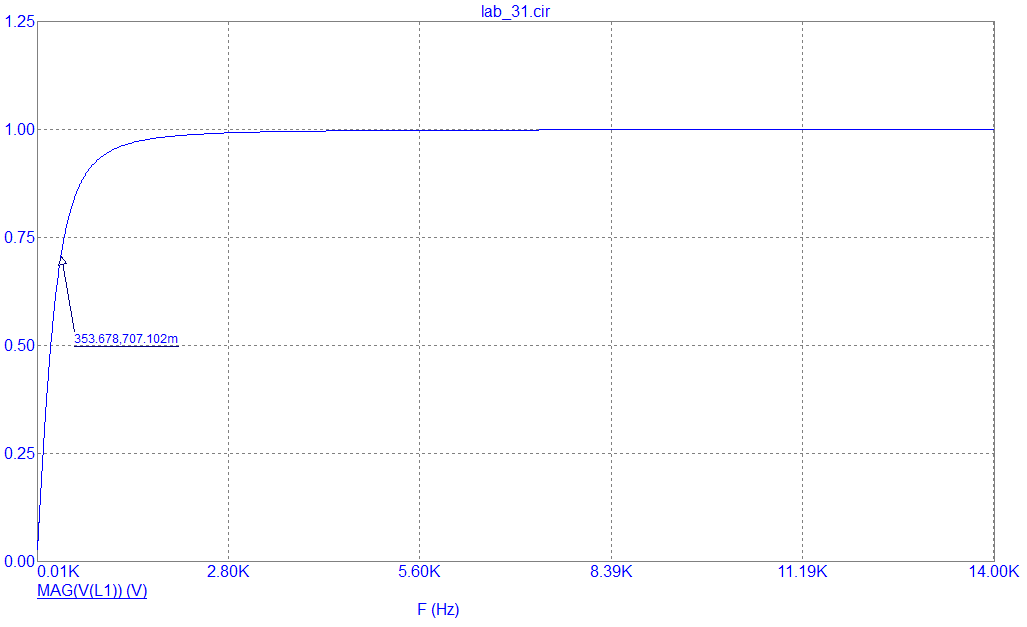 lab_31.cir
1.25
1.00
0.75
0.50
0.25
0.00
353.678,707.102m
0.01K 2.80K 5.60K 8.39K 11.19K 14.00K
MAG(V(L1)) (V)
F (Hz)